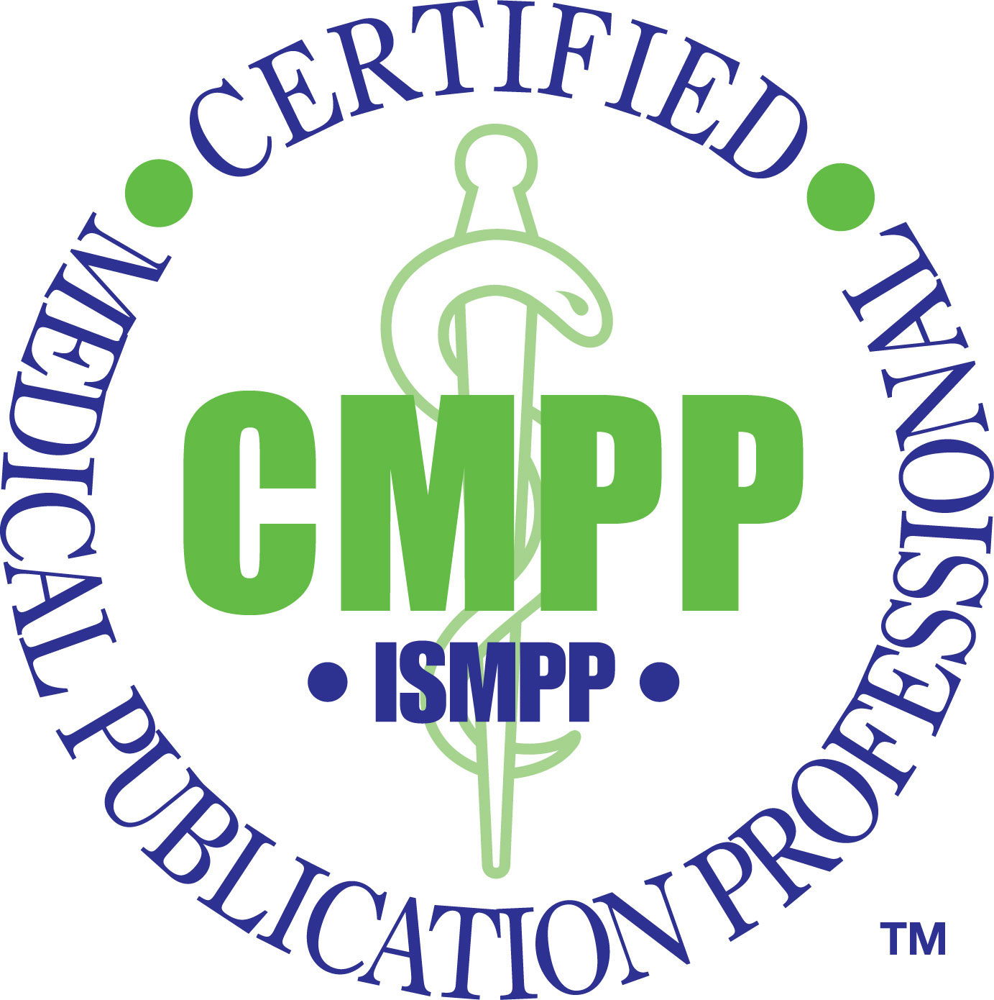 • CERTIFIED •
MEDICAL PUBLICATION PROFESSIONAL
CMPP
• ISMPP •
TM